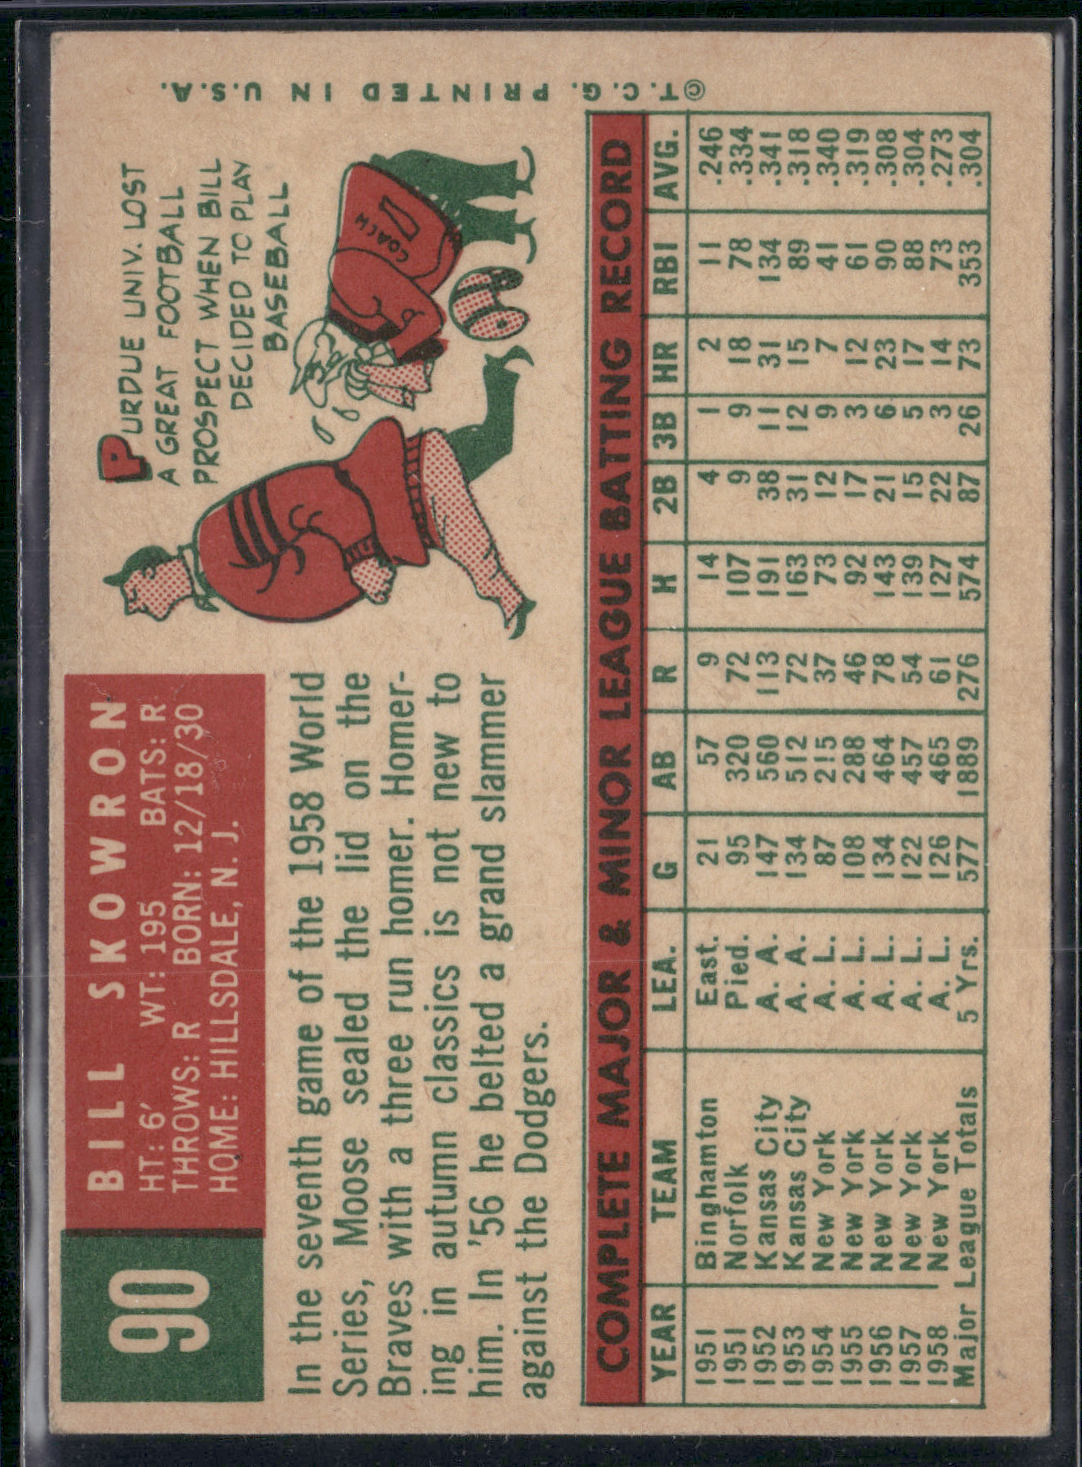 90
BILL SKOWRON
HT: 6' WT: 195 BATS: R
THROWS: R BORN: 12/18/30
HOME: HILLSDALE, N. J.
In the seventh game of the 1958 World
Series, Moose sealed the lid on the
Braves with a three run homer. Homer-
ing in autumn classics is not new to
him. In '56 he belted a grand slammer
against the Dodgers.
PURDUE UNIV. LOST
A GREAT FOOTBALL
PROSPECT WHEN BILL
DECIDED TO PLAY
BASEBALL
COACH
COMPLETE MAJOR & MINOR LEAGUE BATTING RECORD
YEAR TEAM LEA. G AB R H 2B 3B HR RBI AVG.
1951 Binghamton East. 21 57 9 14 4 1 2 11 .246
1951 Norfolk Pied. 95 320 72 107 9 9 18 78 .334
1952 Kansas City A. A. 147 560 113 191 38 11 31 134 .341
1953 Kansas City A. A. 134 512 72 163 31 12 15 89 .318
1954 New York A. L. 87 215 37 73 12 9 7 41 .340
1955 New York A. L. 108 288 46 92 17 3 12 61 .319
1956 New York A. L. 134 464 78 143 21 6 23 90 .308
1957 New York A. L. 122 457 54 139 15 5 17 88 .304
1958 New York A. L. 126 465 61 127 22 3 14 73 .273
Major League Totals 5 Yrs. 577 1889 276 574 87 26 73 353 .304
©T.C.G. PRINTED IN U.S.A.